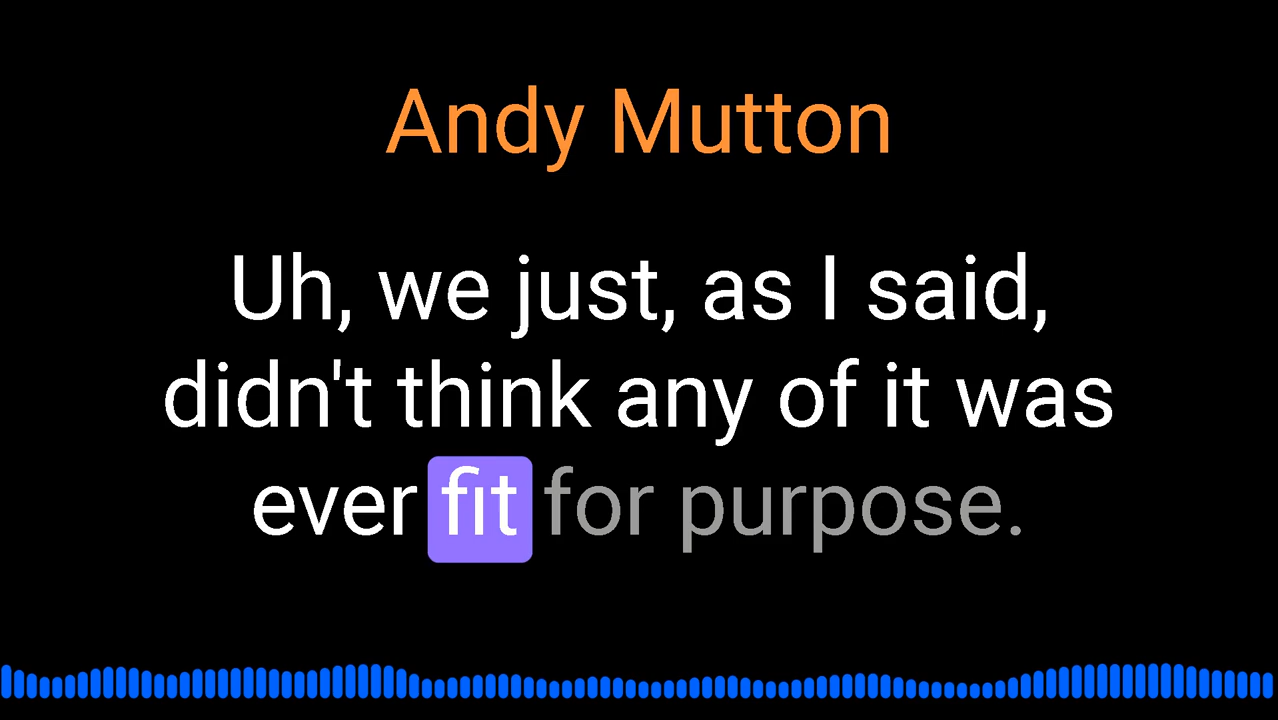 Andy Mutton
Uh, we just, as I said,
didn't think any of it was
ever fit for purpose.